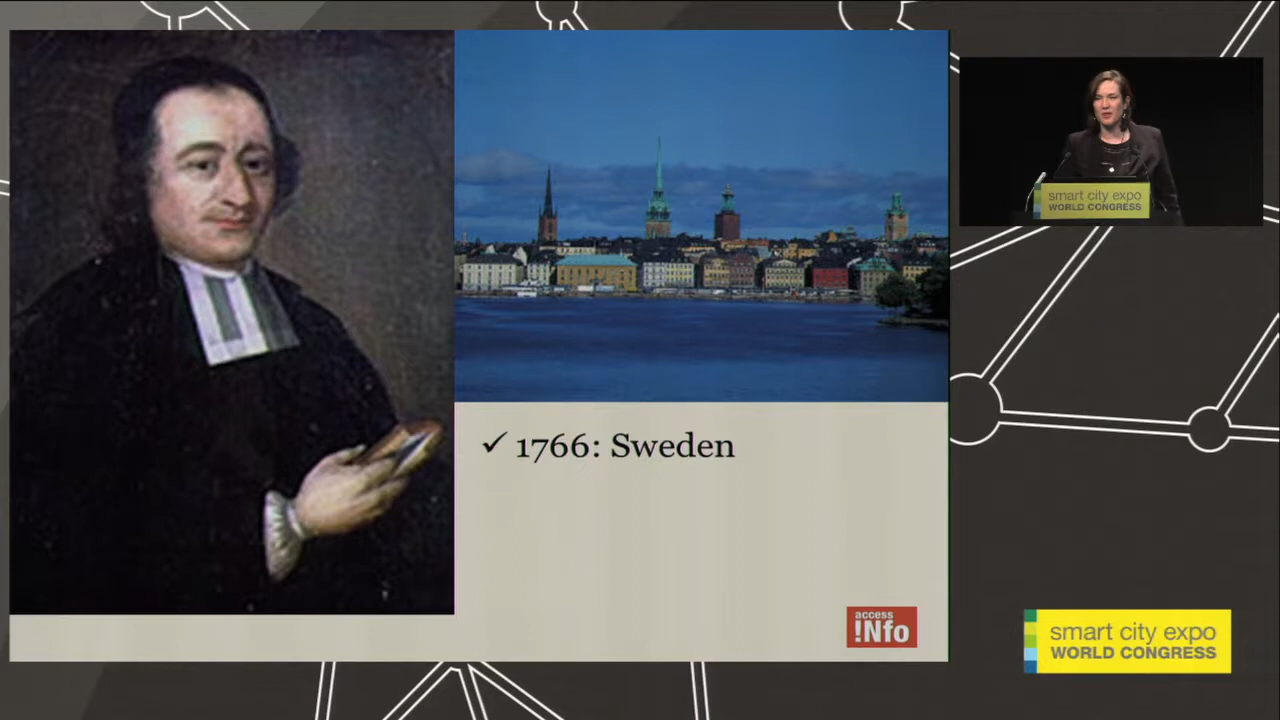 smart city expo
WORLD CONGRESS
✓ 1766: Sweden
access
!Nfo
smart city expo
WORLD CONGRESS